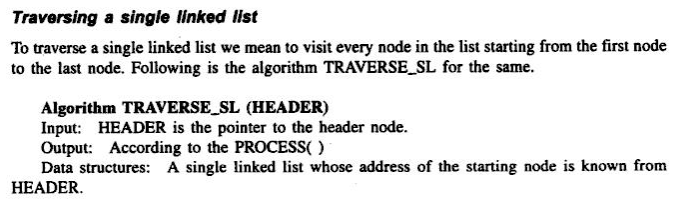 Traversing a single linked list
To traverse a single linked list we mean to visit every node in the list starting from the first node
to the last node. Following is the algorithm TRAVERSE_SL for the same.
Algorithm TRAVERSE_SL (HEADER)
Input: HEADER is the pointer to the header node.
Output: According to the PROCESS( )
Data structures: A single linked list whose address of the starting node is known from
HEADER.